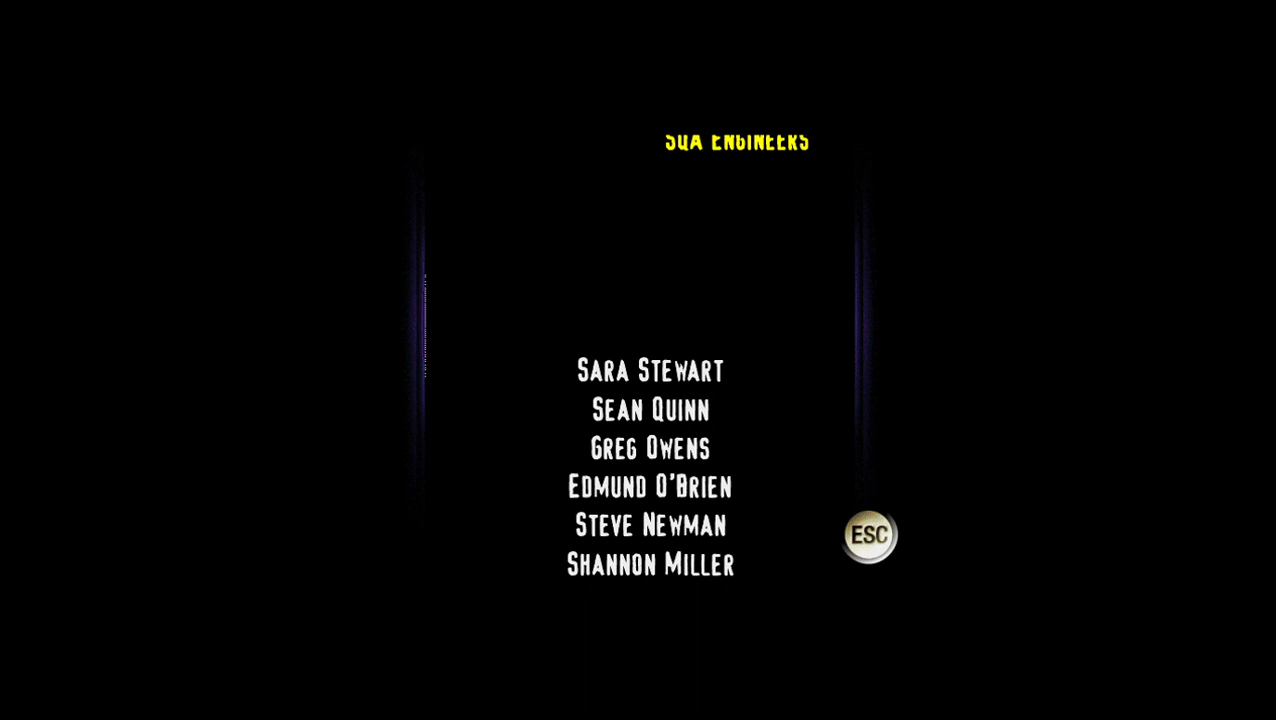 SQA ENGINEERS
SARA STEWART
SEAN QUINN
GREG OWENS
EDMUND O'BRIEN
STEVE NEWMAN
ESC
SHANNON MILLER